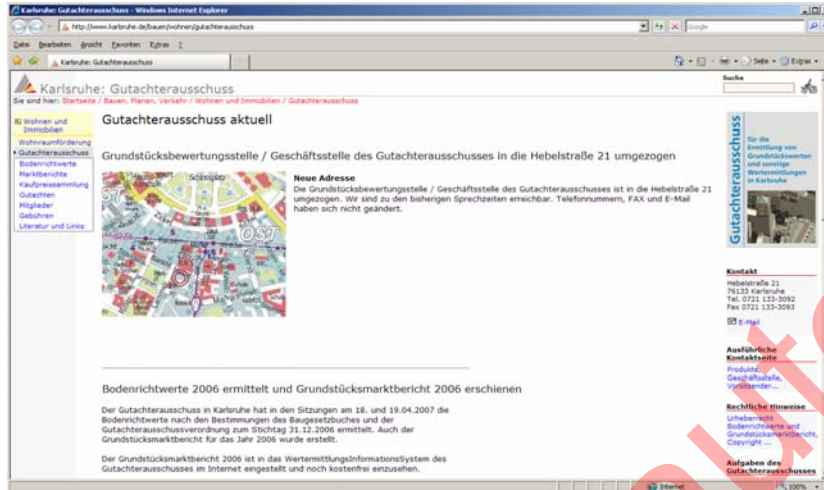 Karlsruhe: Gutachterausschuss - Windows Internet Explorer
http://www.karlsruhe.de/bauen/wohnen/gutachterausschuss
Google
Datei Bearbeiten Ansicht Favoriten Extras ?
Karlsruhe: Gutachterausschuss
Seite Extras
Karlsruhe: Gutachterausschuss
Sie sind hier: Startseite / Bauen, Planen, Verkehr / Wohnen und Immobilien / Gutachterausschuss
Suche
Wohnen und
Immobilien
Wohnraumförderung
Gutachterausschuss
Bodenrichtwerte
Marktberichte
Kaufpreissammlung
Gutachten
Mitglieder
Gebühren
Literatur und Links
Gutachterausschuss aktuell
Grundstücksbewertungsstelle / Geschäftsstelle des Gutachterausschusses in die Hebelstraße 21 umgezogen
Schloßplatz
ST
OST
Neue Adresse
Die Grundstücksbewertungsstelle / Geschäftsstelle des Gutachterausschusses ist in die Hebelstraße 21
umgezogen. Wir sind zu den bisherigen Sprechzeiten erreichbar. Telefonnummern, FAX und E-Mail
haben sich nicht geändert.
Bodenrichtwerte 2006 ermittelt und Grundstücksmarktbericht 2006 erschienen
Der Gutachterausschuss in Karlsruhe hat in den Sitzungen am 18. und 19.04.2007 die
Bodenrichtwerte nach den Bestimmungen des Baugesetzbuches und der
Gutachterausschussverordnung zum Stichtag 31.12.2006 ermittelt. Auch der
Grundstücksmarktbericht für das Jahr 2006 wurde erstellt.
Der Grundstücksmarktbericht 2006 ist in das WertermittlungsInformationsSystem des
Gutachterausschusses im Internet eingestellt und noch kostenfrei einzusehen.
Gutachterausschuss
für die
Ermittlung von
Grundstückswerten
und sonstige
Wertermittlungen
in Karlsruhe
Kontakt
Hebelstraße 21
76133 Karlsruhe
Tel. 0721 133-3092
Fax 0721 133-3093
E-Mail
Ausführliche
Kontaktseite
Produkte,
Geschäftsstelle,
Vorsitzender...
Rechtliche Hinweise
Urheberrecht
Bodenrichtwerte und
Grundstücksmarktbericht,
Copyright ...
Aufgaben des
Gutachterausschusses
Internet
100%